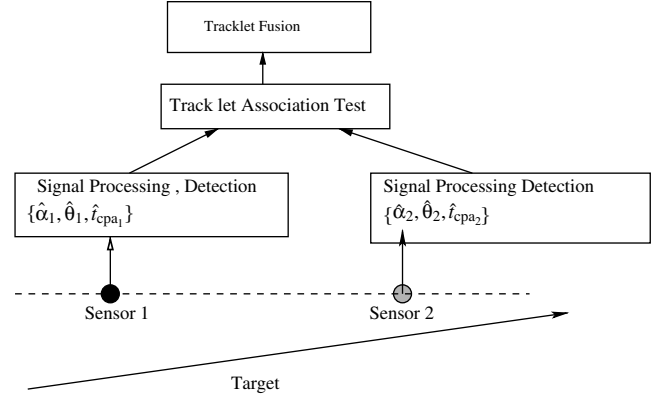 Tracklet Fusion
Track let Association Test
Signal Processing , Detection
{α̂₁, θ̂₁, t̂cpa₁}
Signal Processing Detection
{α̂₂, θ̂₂, t̂cpa₂}
Sensor 1
Sensor 2
Target